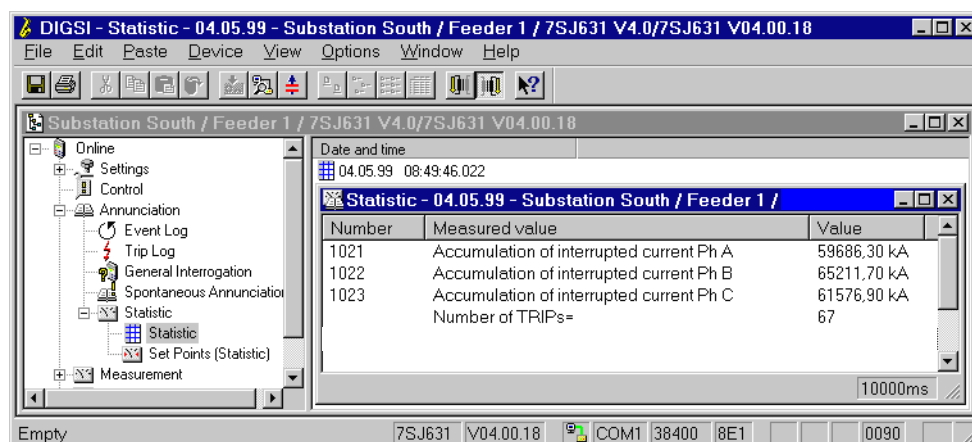 DIGSI - Statistic - 04.05.99 - Substation South / Feeder 1 / 7SJ631 V4.0/7SJ631 V04.00.18
File Edit Paste Device View Options Window Help
Substation South / Feeder 1 / 7SJ631 V4.0/7SJ631 V04.00.18
Online
Settings
Control
Annunciation
Event Log
Trip Log
General Interrogation
Spontaneous Annunciation
Statistic
Statistic
Set Points (Statistic)
Measurement
Date and time
04.05.99 08:49:46.022
Statistic - 04.05.99 - Substation South / Feeder 1 /
Number Measured value Value
1021 Accumulation of interrupted current Ph A 59686,30 kA
1022 Accumulation of interrupted current Ph B 65211,70 kA
1023 Accumulation of interrupted current Ph C 61576,90 kA
Number of TRIPs= 67
10000ms
Empty 7SJ631 V04.00.18 COM1 38400 8E1 0090